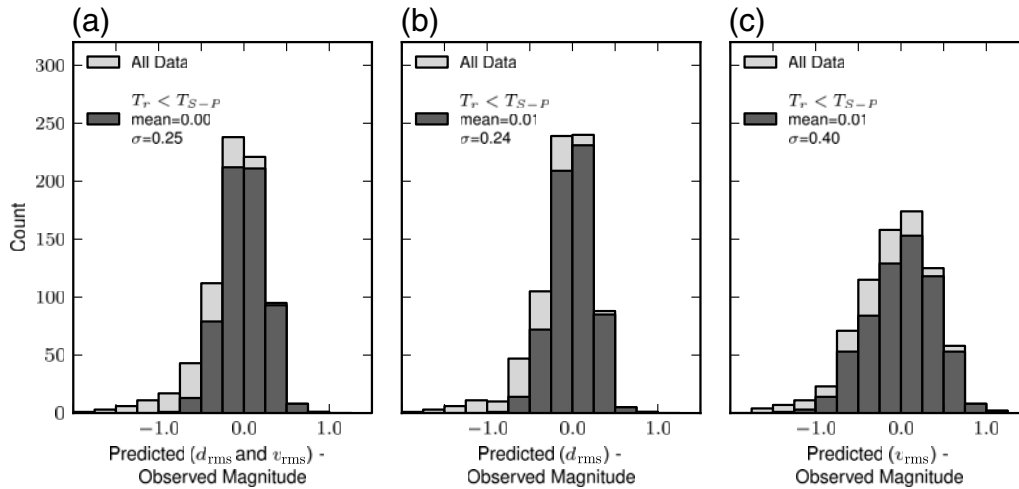 (a)
300
250
200
150
100
50
0
Count
All Data
T_r < T_{S-P}
mean=0.00
σ=0.25
−1.0 0.0 1.0
Predicted (d_rms and v_rms) -
Observed Magnitude
(b)
All Data
T_r < T_{S-P}
mean=0.01
σ=0.24
−1.0 0.0 1.0
Predicted (d_rms) -
Observed Magnitude
(c)
All Data
T_r < T_{S-P}
mean=0.01
σ=0.40
−1.0 0.0 1.0
Predicted (v_rms) -
Observed Magnitude